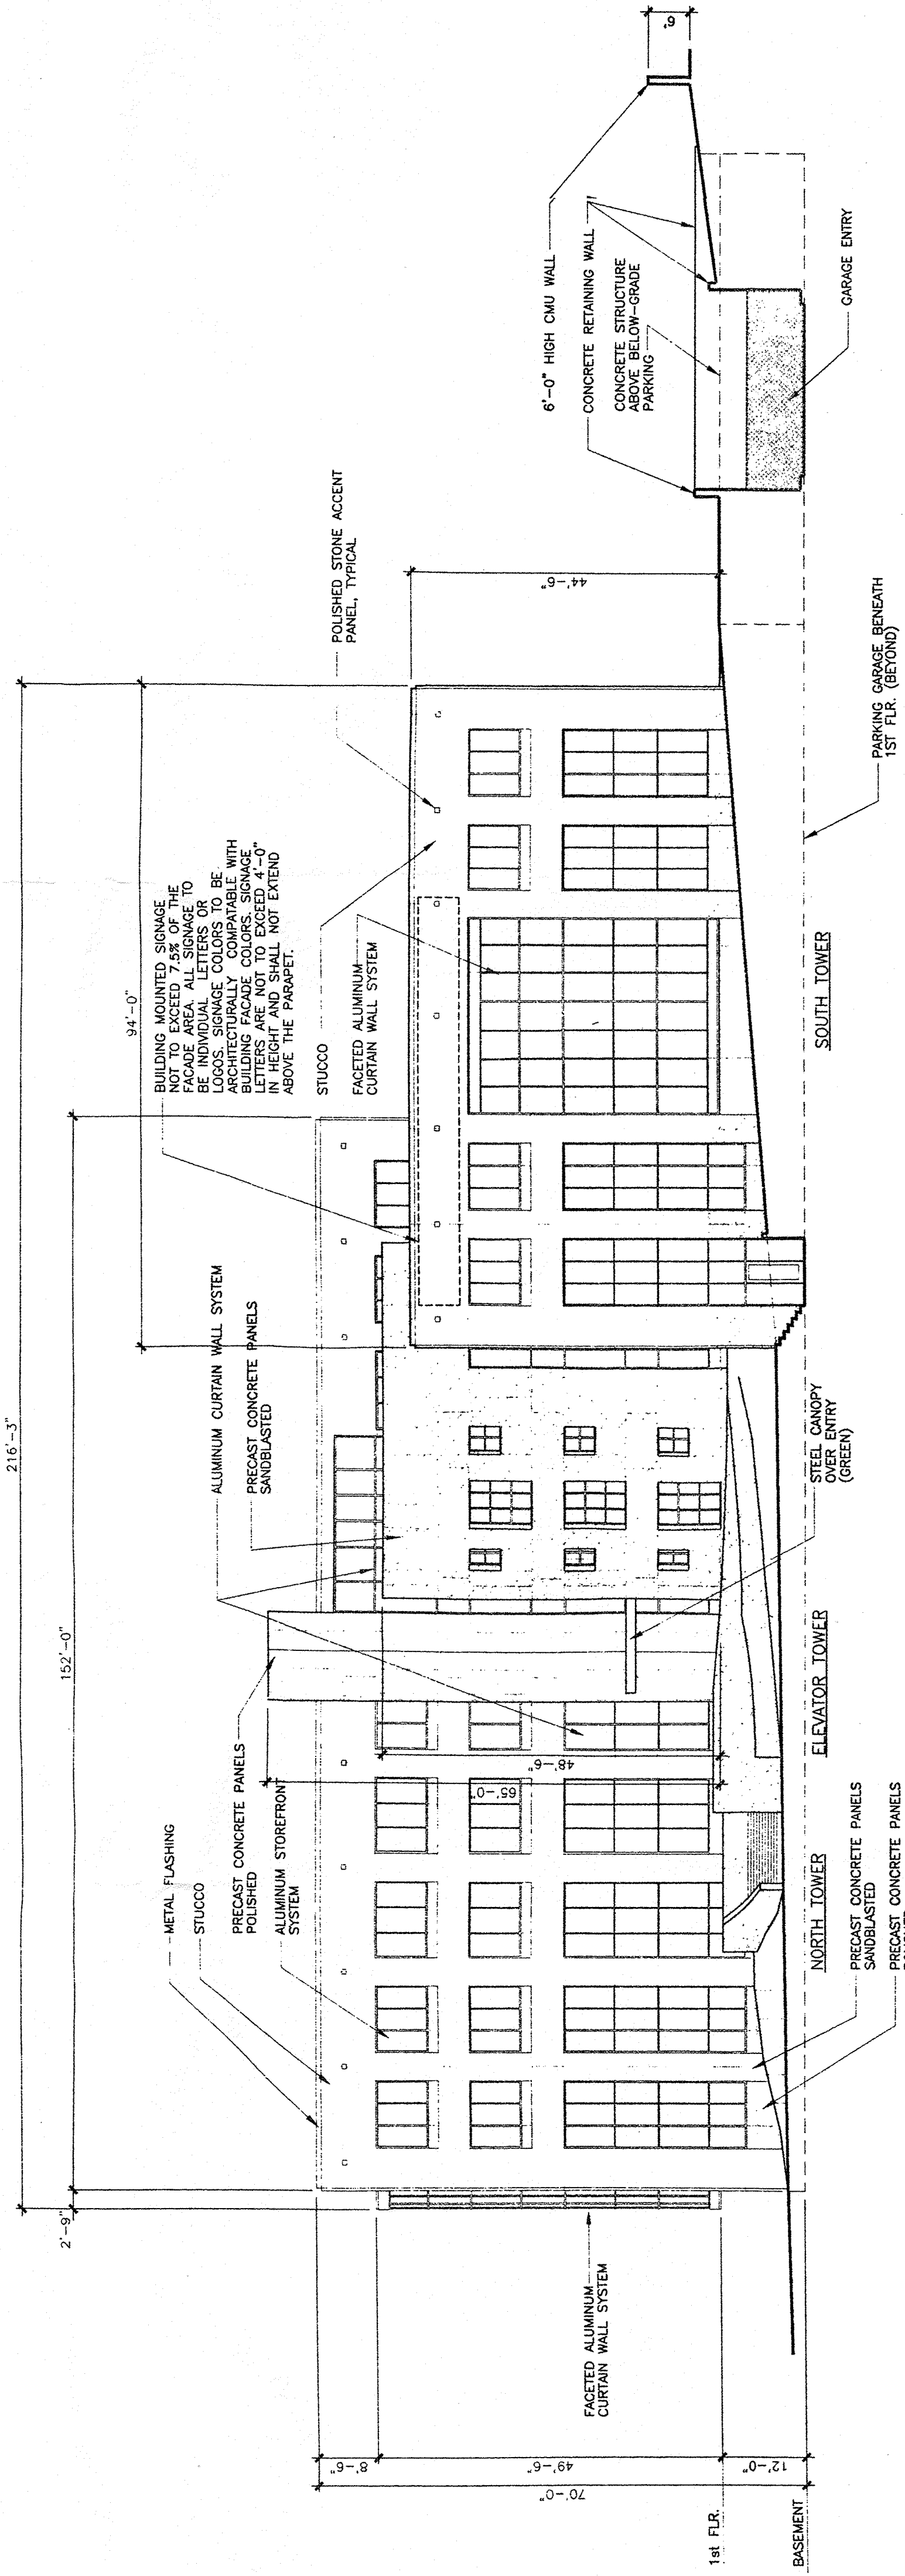 216'-3"
2'-9"
152'-0"
94'-0"
METAL FLASHING
STUCCO
PRECAST CONCRETE PANELS
POLISHED
ALUMINUM STOREFRONT
SYSTEM
ALUMINUM CURTAIN WALL SYSTEM
PRECAST CONCRETE PANELS
SANDBLASTED
BUILDING MOUNTED SIGNAGE
NOT TO EXCEED 7.5% OF THE
FACADE AREA. ALL SIGNAGE TO
BE INDIVIDUAL LETTERS OR
LOGOS. SIGNAGE COLORS TO BE
ARCHITECTURALLY COMPATABLE WITH
BUILDING FACADE COLORS. SIGNAGE
LETTERS ARE NOT TO EXCEED 4'-0"
IN HEIGHT AND SHALL NOT EXTEND
ABOVE THE PARAPET.
STUCCO
FACETED ALUMINUM
CURTAIN WALL SYSTEM
POLISHED STONE ACCENT
PANEL, TYPICAL
6'-0" HIGH CMU WALL
CONCRETE RETAINING WALL
CONCRETE STRUCTURE
ABOVE BELOW-GRADE
PARKING
6'
44'-6"
48'-6"
65'-0"
8'-6"
49'-6"
70'-0"
12'-0"
1st FLR.
BASEMENT
FACETED ALUMINUM
CURTAIN WALL SYSTEM
NORTH TOWER
ELEVATOR TOWER
SOUTH TOWER
PRECAST CONCRETE PANELS
SANDBLASTED
PRECAST CONCRETE PANELS
STEEL CANOPY
OVER ENTRY
(GREEN)
PARKING GARAGE BENEATH
1ST FLR. (BEYOND)
GARAGE ENTRY